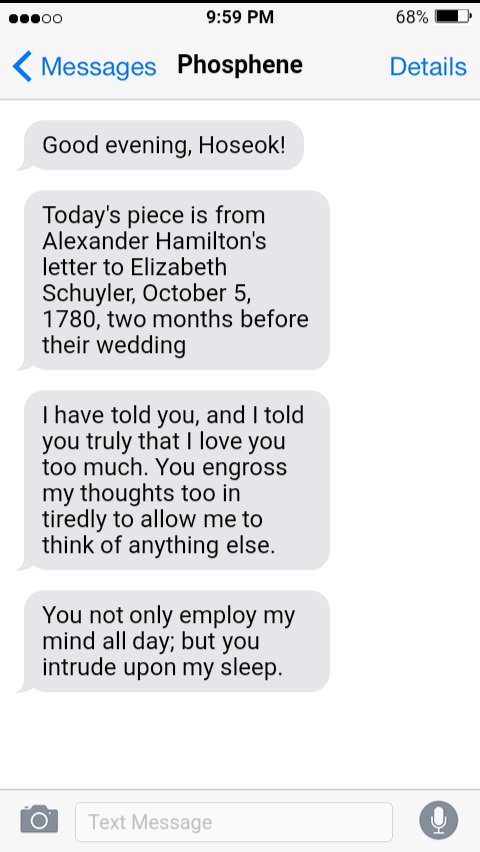 9:59 PM
68%
Messages
Phosphene
Details
Good evening, Hoseok!
Today's piece is from
Alexander Hamilton's
letter to Elizabeth
Schuyler, October 5,
1780, two months before
their wedding
I have told you, and I told
you truly that I love you
too much. You engross
my thoughts too in
tiredly to allow me to
think of anything else.
You not only employ my
mind all day; but you
intrude upon my sleep.
Text Message